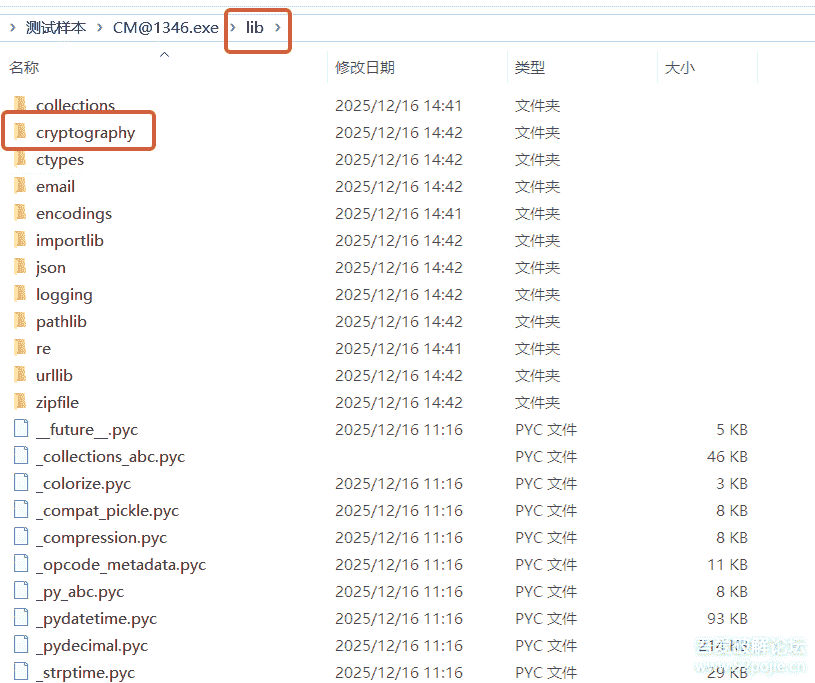 › 测试样本 › CM@1346.exe › lib ›
名称 修改日期 类型 大小
collections 2025/12/16 14:41 文件夹
cryptography 2025/12/16 14:42 文件夹
ctypes 2025/12/16 14:42 文件夹
email 2025/12/16 14:42 文件夹
encodings 2025/12/16 14:41 文件夹
importlib 2025/12/16 14:42 文件夹
json 2025/12/16 14:42 文件夹
logging 2025/12/16 14:42 文件夹
pathlib 2025/12/16 14:42 文件夹
re 2025/12/16 14:41 文件夹
urllib 2025/12/16 14:42 文件夹
zipfile 2025/12/16 14:42 文件夹
__future__.pyc 2025/12/16 11:16 PYC 文件 5 KB
_collections_abc.pyc PYC 文件 46 KB
_colorize.pyc 2025/12/16 11:16 PYC 文件 3 KB
_compat_pickle.pyc 2025/12/16 11:16 PYC 文件 8 KB
_compression.pyc 2025/12/16 11:16 PYC 文件 8 KB
_opcode_metadata.pyc 2025/12/16 11:16 PYC 文件 11 KB
_py_abc.pyc 2025/12/16 11:16 PYC 文件 8 KB
_pydatetime.pyc 2025/12/16 11:16 PYC 文件 93 KB
_pydecimal.pyc 2025/12/16 11:16 PYC 文件 214 KB
_strptime.pyc 2025/12/16 11:16 PYC 文件 29 KB